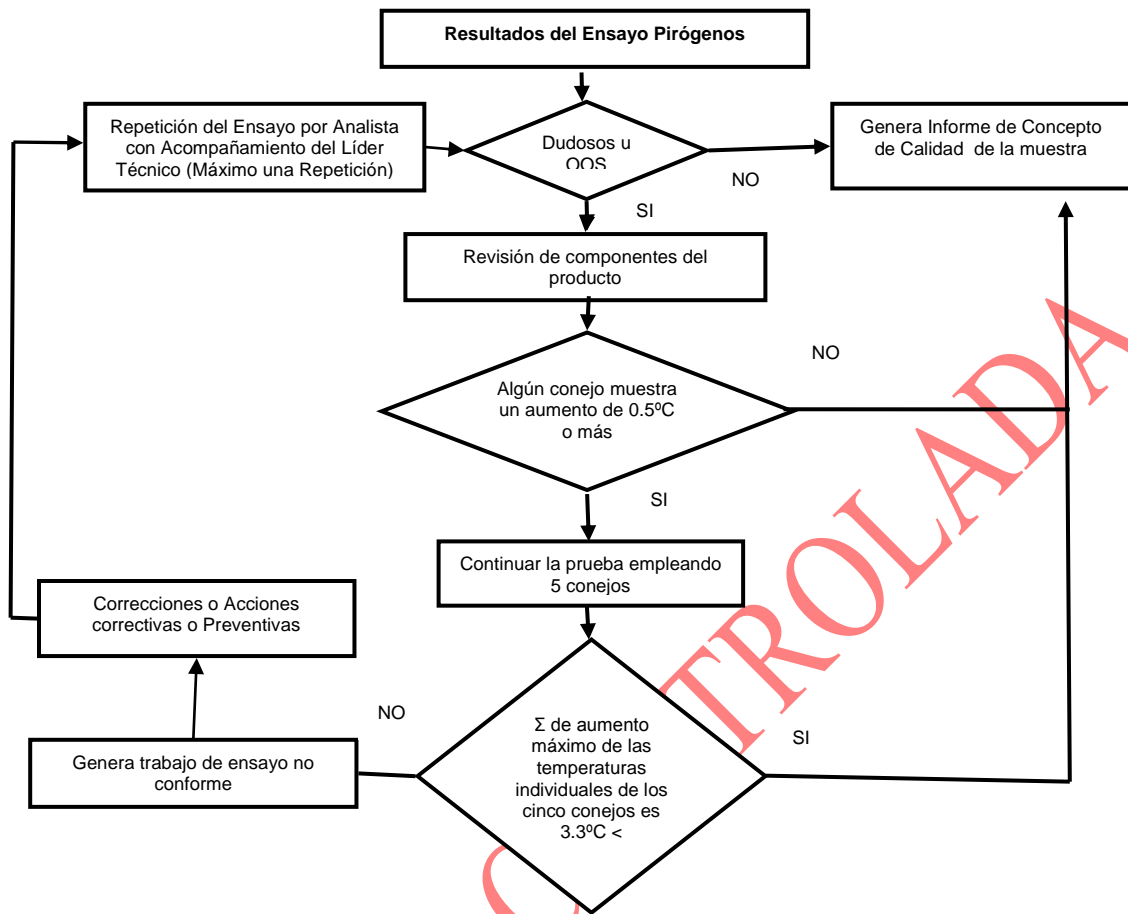 Resultados del Ensayo Pirógenos
Repetición del Ensayo por Analista
con Acompañamiento del Líder
Técnico (Máximo una Repetición)
Dudosos u
OOS
Genera Informe de Concepto
de Calidad de la muestra
NO
SI
Revisión de componentes del
producto
NO
Algún conejo muestra
un aumento de 0.5ºC
o más
SI
Continuar la prueba empleando
5 conejos
Correcciones o Acciones
correctivas o Preventivas
NO
SI
Σ de aumento
máximo de las
temperaturas
individuales de los
cinco conejos es
3.3ºC <
Genera trabajo de ensayo no
conforme
TROLADA